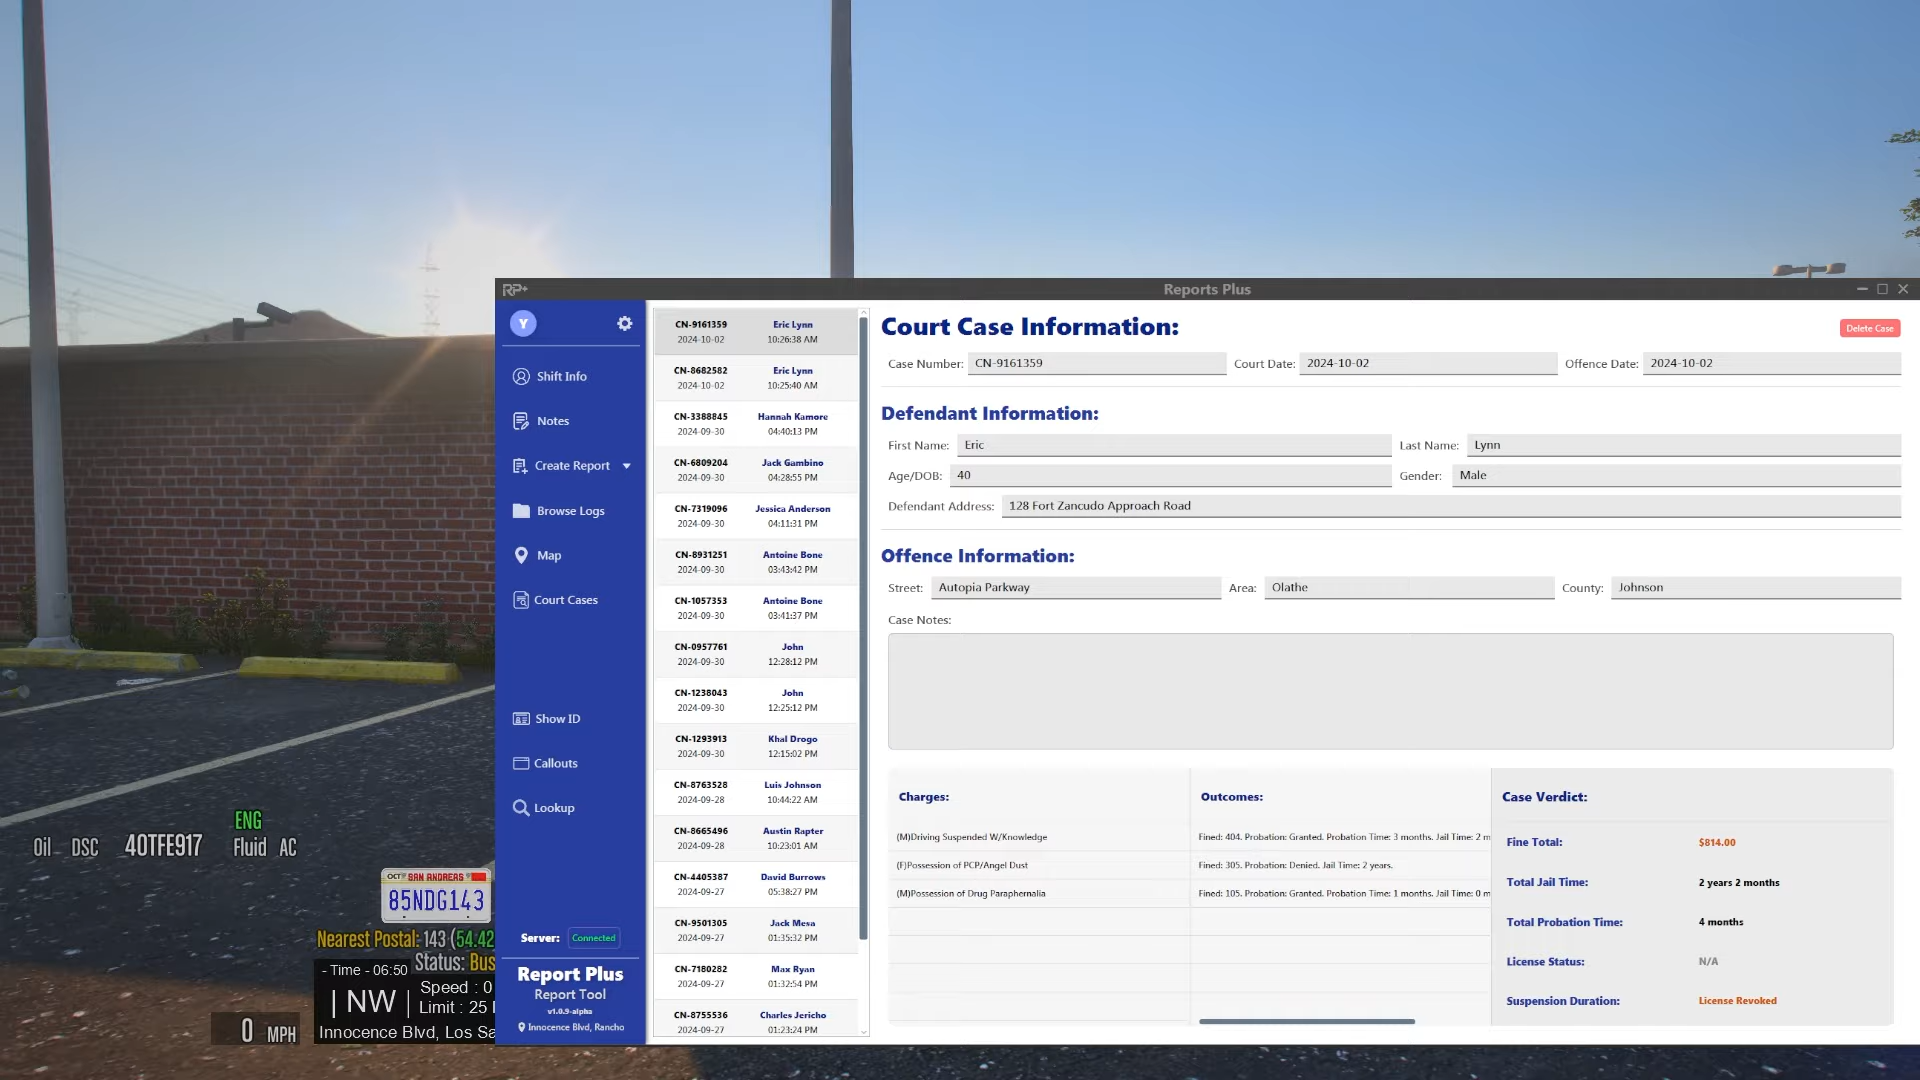 RP+
Reports Plus
Y
Shift Info
Notes
Create Report
Browse Logs
Map
Court Cases
Show ID
Callouts
Lookup
Server: Connected
Report Plus
Report Tool
v1.0.9-alpha
Innocence Blvd, Rancho
CN-9161359 Eric Lynn
2024-10-02 10:26:38 AM
CN-8682582 Eric Lynn
2024-10-02 10:25:40 AM
CN-3388845 Hannah Kamore
2024-09-30 04:40:13 PM
CN-6809204 Jack Gambino
2024-09-30 04:28:55 PM
CN-7319096 Jessica Anderson
2024-09-30 04:11:31 PM
CN-8931251 Antoine Bone
2024-09-30 03:43:42 PM
CN-1057353 Antoine Bone
2024-09-30 03:41:37 PM
CN-0957761 John
2024-09-30 12:28:12 PM
CN-1238043 John
2024-09-30 12:25:12 PM
CN-1293913 Khal Drogo
2024-09-30 12:15:02 PM
CN-8763528 Luis Johnson
2024-09-28 10:44:22 AM
CN-8665496 Austin Rapter
2024-09-28 10:23:01 AM
CN-4405387 David Burrows
2024-09-27 05:38:27 PM
CN-9501305 Jack Mesa
2024-09-27 01:35:32 PM
CN-7180282 Max Ryan
2024-09-27 01:32:54 PM
CN-8755536 Charles Jericho
2024-09-27 01:23:24 PM
Court Case Information:
Delete Case
Case Number: CN-9161359 Court Date: 2024-10-02 Offence Date: 2024-10-02
Defendant Information:
First Name: Eric Last Name: Lynn
Age/DOB: 40 Gender: Male
Defendant Address: 128 Fort Zancudo Approach Road
Offence Information:
Street: Autopia Parkway Area: Olathe County: Johnson
Case Notes:
Charges: Outcomes: Case Verdict:
(M)Driving Suspended W/Knowledge Fined: 404. Probation: Granted. Probation Time: 3 months. Jail Time: 2 m
(F)Possession of PCP/Angel Dust Fined: 305. Probation: Denied. Jail Time: 2 years.
(M)Possession of Drug Paraphernalia Fined: 105. Probation: Granted. Probation Time: 1 months. Jail Time: 0 m
Fine Total: $814.00
Total Jail Time: 2 years 2 months
Total Probation Time: 4 months
License Status: N/A
Suspension Duration: License Revoked
ENG
Oil DSC 40TFE917 Fluid AC
OCT SAN ANDREAS
85NDG143
Nearest Postal: 143 (54.42
Status: Bus
- Time - 06:50
Speed : 0
| NW | Limit : 25
0 MPH
Innocence Blvd, Los Sa